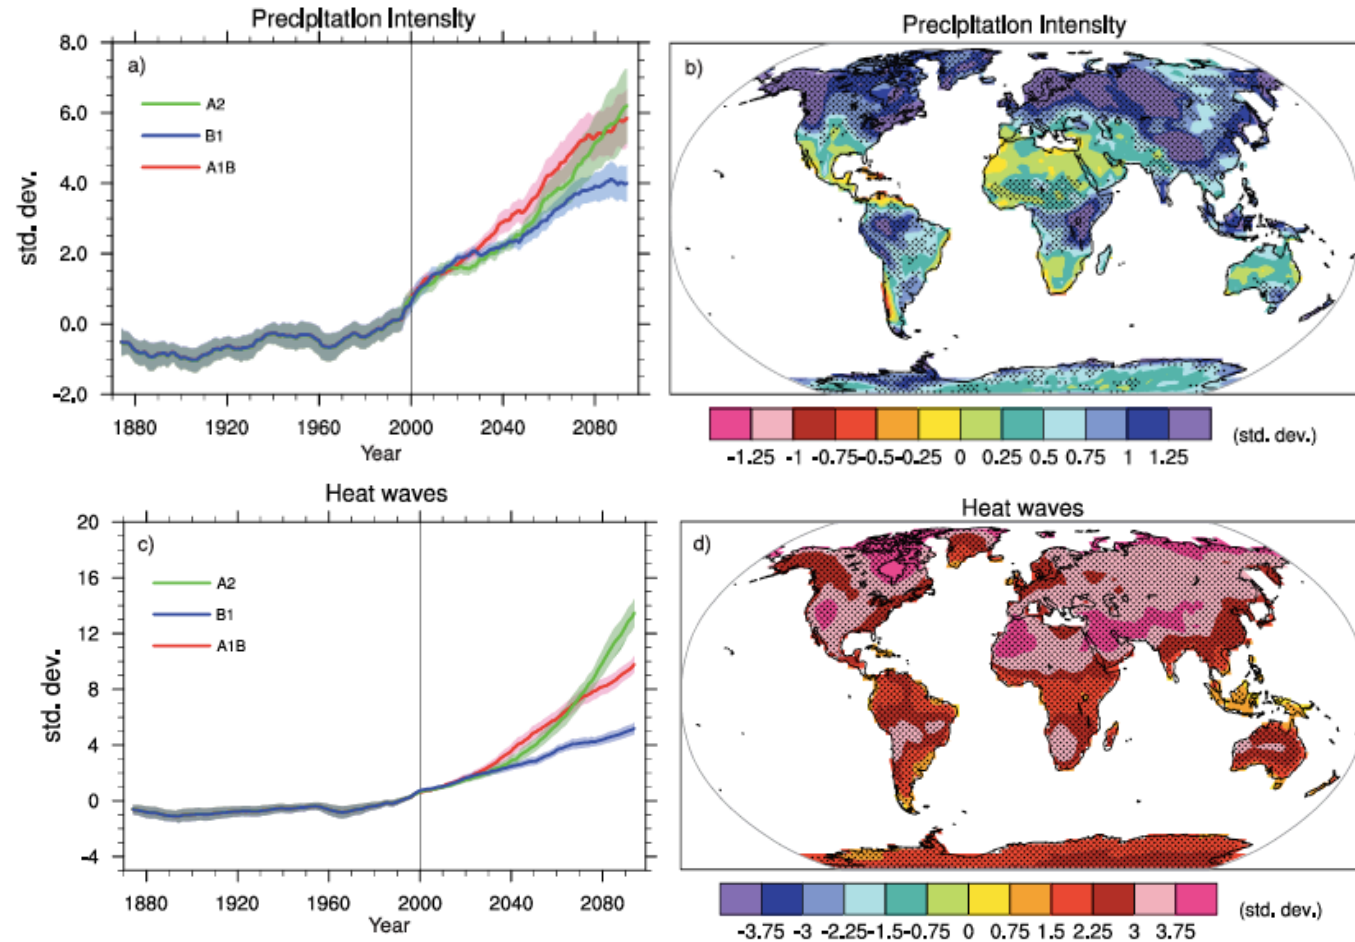 Precipitation Intensity
a)
A2
B1
A1B
8.0
6.0
4.0
2.0
0.0
-2.0
std. dev.
1880 1920 1960 2000 2040 2080
Year
Precipitation Intensity
b)
-1.25 -1 -0.75 -0.5 -0.25 0 0.25 0.5 0.75 1 1.25
(std. dev.)
Heat waves
c)
A2
B1
A1B
20
16
12
8
4
0
-4
std. dev.
1880 1920 1960 2000 2040 2080
Year
Heat waves
d)
-3.75 -3 -2.25 -1.5 -0.75 0 0.75 1.5 2.25 3 3.75
(std. dev.)